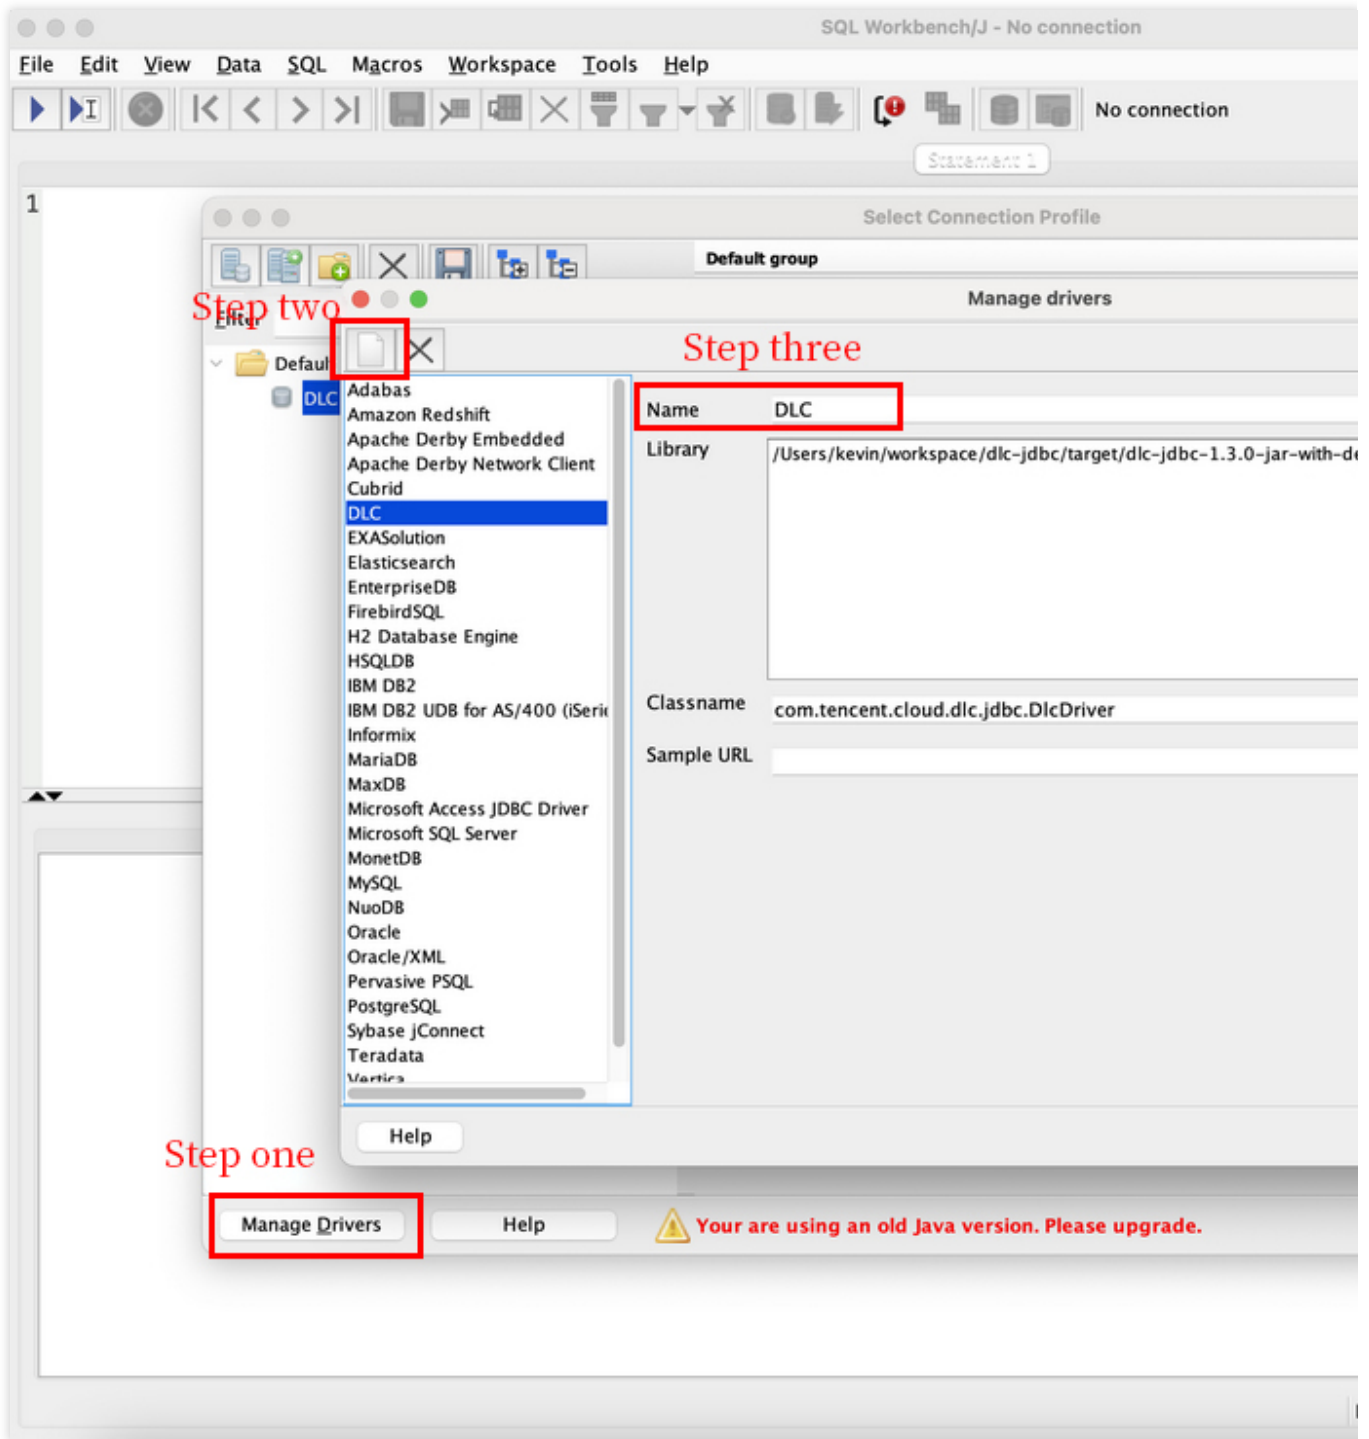 SQL Workbench/J - No connection
File Edit View Data SQL Macros Workspace Tools Help
No connection
Statement 1
1
Select Connection Profile
Default group
Step two
Manage drivers
Filter
Step three
Default
DLC
Adabas
Amazon Redshift
Apache Derby Embedded
Apache Derby Network Client
Cubrid
DLC
EXASolution
Elasticsearch
EnterpriseDB
FirebirdSQL
H2 Database Engine
HSQLDB
IBM DB2
IBM DB2 UDB for AS/400 (iSerie
Informix
MariaDB
MaxDB
Microsoft Access JDBC Driver
Microsoft SQL Server
MonetDB
MySQL
NuoDB
Oracle
Oracle/XML
Pervasive PSQL
PostgreSQL
Sybase jConnect
Teradata
Vertica
Name DLC
Library /Users/kevin/workspace/dlc-jdbc/target/dlc-jdbc-1.3.0-jar-with-de
Classname com.tencent.cloud.dlc.jdbc.DlcDriver
Sample URL
Help
Step one
Manage Drivers Help Your are using an old Java version. Please upgrade.